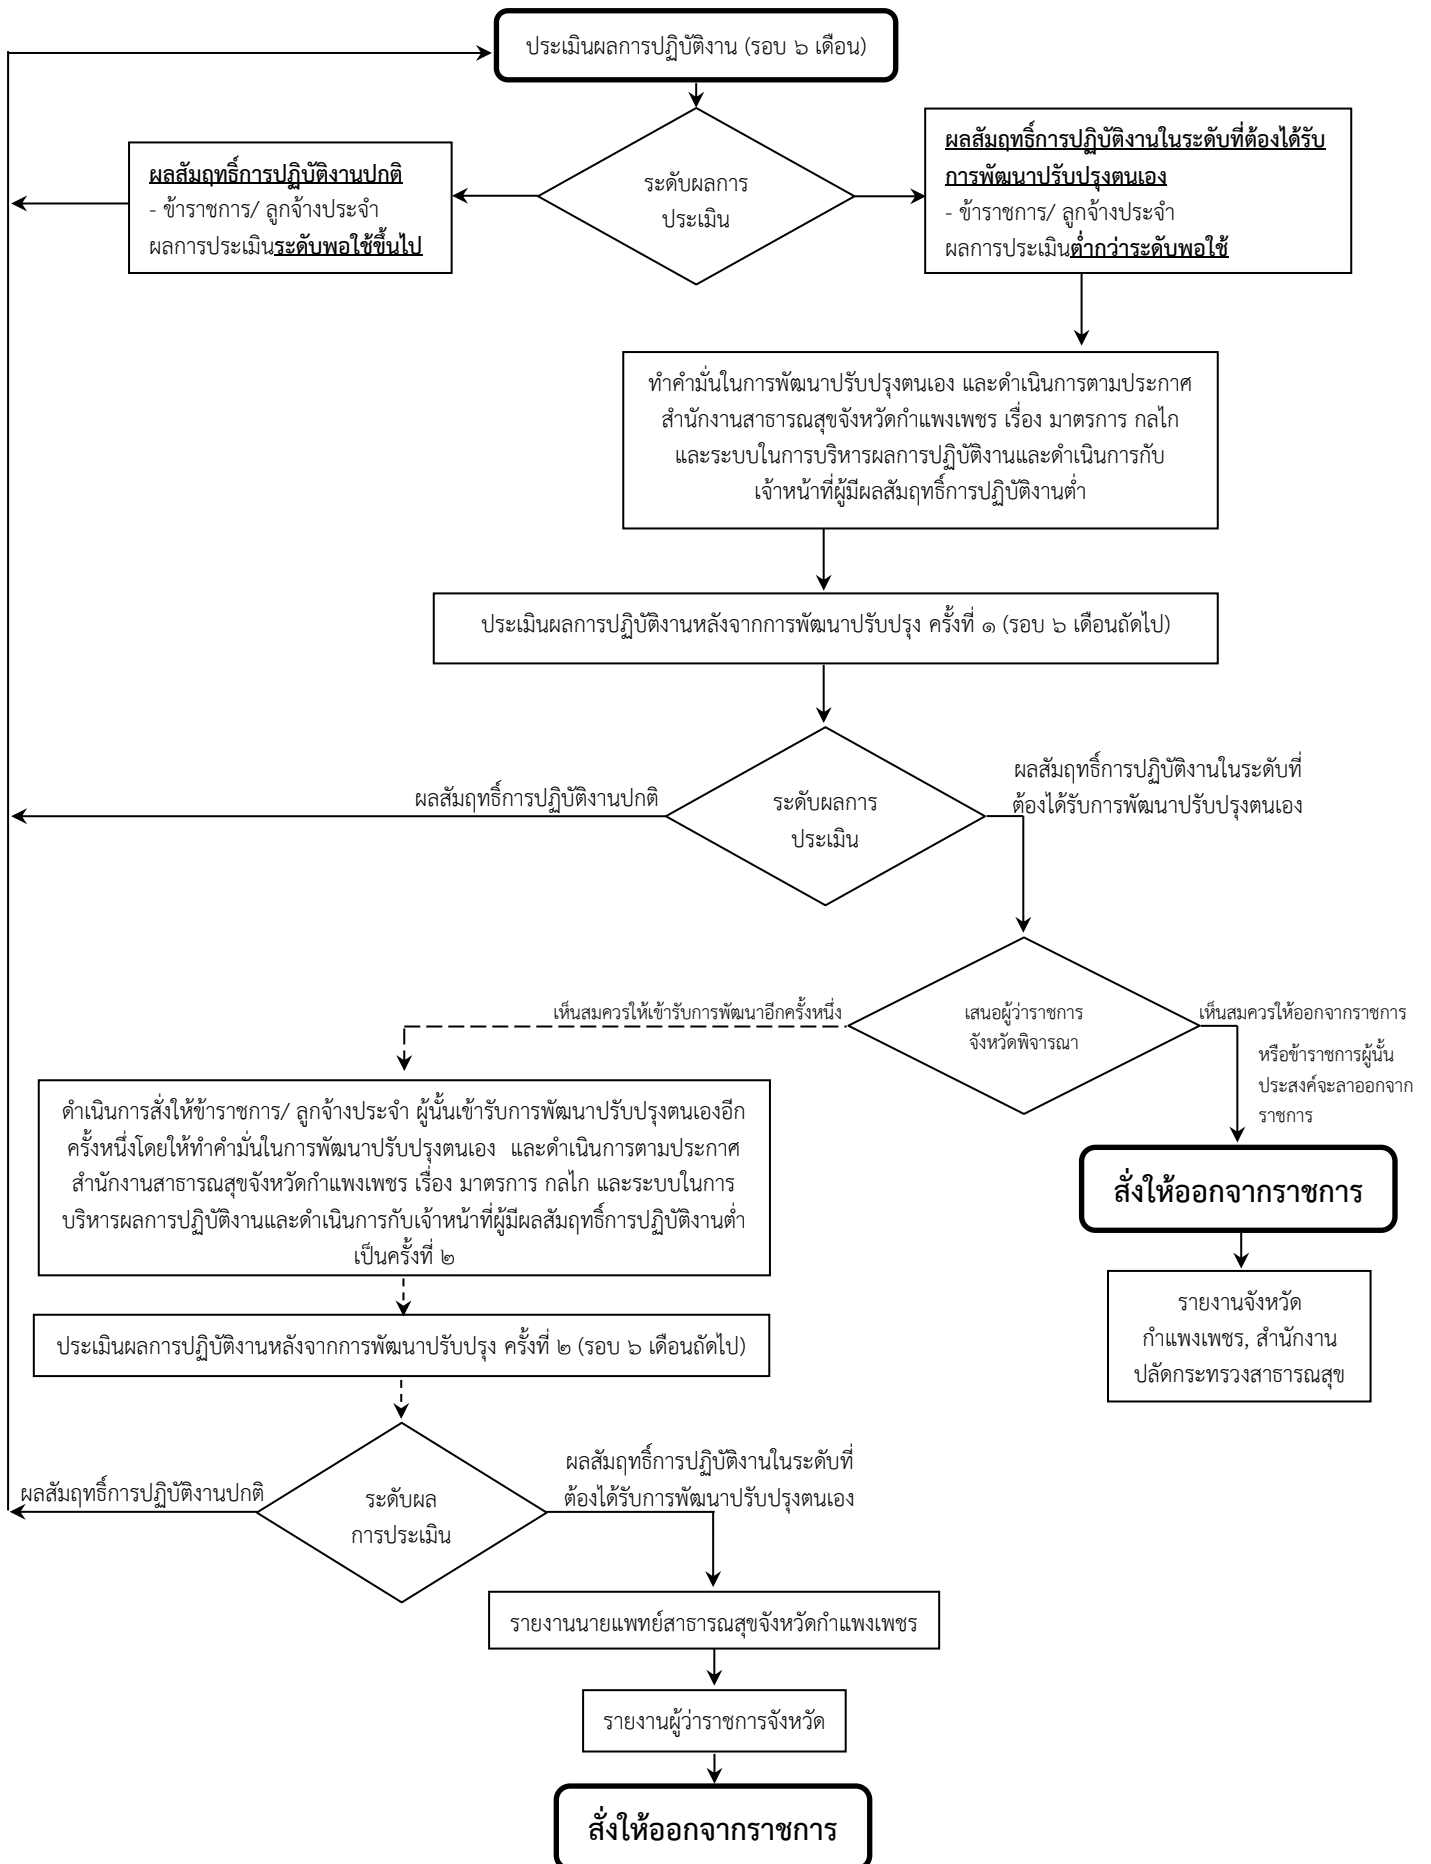 ประเมินผลการปฏิบัติงาน (รอบ ๖ เดือน)
ระดับผลการ
ประเมิน
ผลสัมฤทธิ์การปฏิบัติงานปกติ
- ข้าราชการ/ ลูกจ้างประจำ
ผลการประเมินระดับพอใช้ขึ้นไป
ผลสัมฤทธิ์การปฏิบัติงานในระดับที่ต้องได้รับ
การพัฒนาปรับปรุงตนเอง
- ข้าราชการ/ ลูกจ้างประจำ
ผลการประเมินต่ำกว่าระดับพอใช้
ทำคำมั่นในการพัฒนาปรับปรุงตนเอง และดำเนินการตามประกาศ
สำนักงานสาธารณสุขจังหวัดกำแพงเพชร เรื่อง มาตรการ กลไก
และระบบในการบริหารผลการปฏิบัติงานและดำเนินการกับ
เจ้าหน้าที่ผู้มีผลสัมฤทธิ์การปฏิบัติงานต่ำ
ประเมินผลการปฏิบัติงานหลังจากการพัฒนาปรับปรุง ครั้งที่ ๑ (รอบ ๖ เดือนถัดไป)
ผลสัมฤทธิ์การปฏิบัติงานปกติ
ระดับผลการ
ประเมิน
ผลสัมฤทธิ์การปฏิบัติงานในระดับที่
ต้องได้รับการพัฒนาปรับปรุงตนเอง
เห็นสมควรให้เข้ารับการพัฒนาอีกครั้งหนึ่ง
เสนอผู้ว่าราชการ
จังหวัดพิจารณา
เห็นสมควรให้ออกจากราชการ
หรือข้าราชการผู้นั้น
ประสงค์จะลาออกจาก
ราชการ
ดำเนินการสั่งให้ข้าราชการ/ ลูกจ้างประจำ ผู้นั้นเข้ารับการพัฒนาปรับปรุงตนเองอีก
ครั้งหนึ่งโดยให้ทำคำมั่นในการพัฒนาปรับปรุงตนเอง และดำเนินการตามประกาศ
สำนักงานสาธารณสุขจังหวัดกำแพงเพชร เรื่อง มาตรการ กลไก และระบบในการ
บริหารผลการปฏิบัติงานและดำเนินการกับเจ้าหน้าที่ผู้มีผลสัมฤทธิ์การปฏิบัติงานต่ำ
เป็นครั้งที่ ๒
สั่งให้ออกจากราชการ
รายงานจังหวัด
กำแพงเพชร, สำนักงาน
ปลัดกระทรวงสาธารณสุข
ประเมินผลการปฏิบัติงานหลังจากการพัฒนาปรับปรุง ครั้งที่ ๒ (รอบ ๖ เดือนถัดไป)
ผลสัมฤทธิ์การปฏิบัติงานปกติ
ระดับผล
การประเมิน
ผลสัมฤทธิ์การปฏิบัติงานในระดับที่
ต้องได้รับการพัฒนาปรับปรุงตนเอง
รายงานนายแพทย์สาธารณสุขจังหวัดกำแพงเพชร
รายงานผู้ว่าราชการจังหวัด
สั่งให้ออกจากราชการ